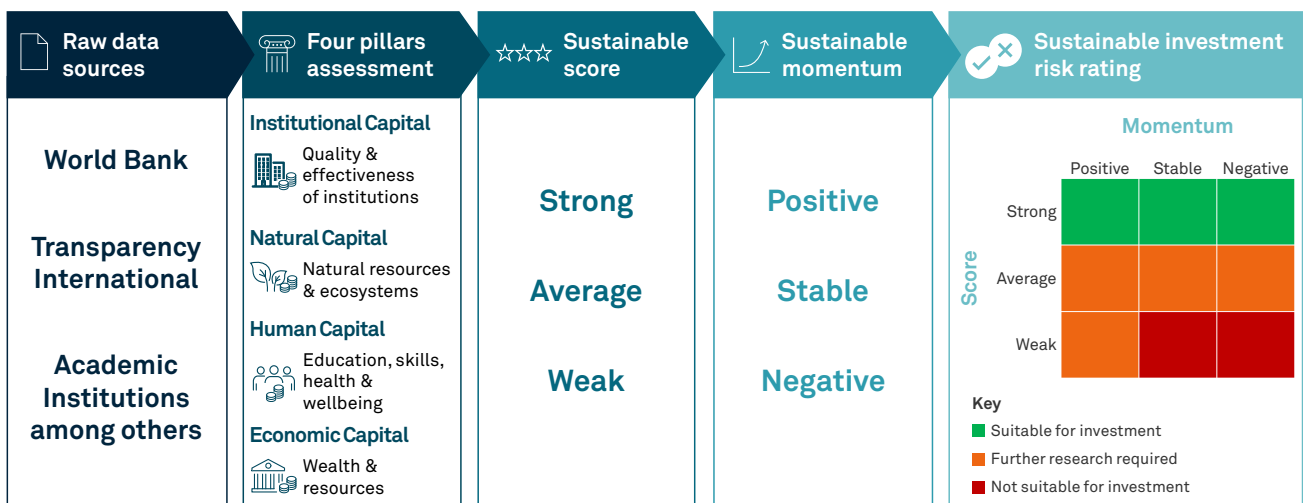 Raw data
sources
Four pillars
assessment
Sustainable
score
Sustainable
momentum
Sustainable investment
risk rating
World Bank
Transparency
International
Academic
Institutions
among others
Institutional Capital
Quality &
effectiveness
of institutions
Natural Capital
Natural resources
& ecosystems
Human Capital
Education, skills,
health &
wellbeing
Economic Capital
Wealth &
resources
Strong
Average
Weak
Positive
Stable
Negative
Momentum
Positive Stable Negative
Score
Strong
Average
Weak
Key
Suitable for investment
Further research required
Not suitable for investment